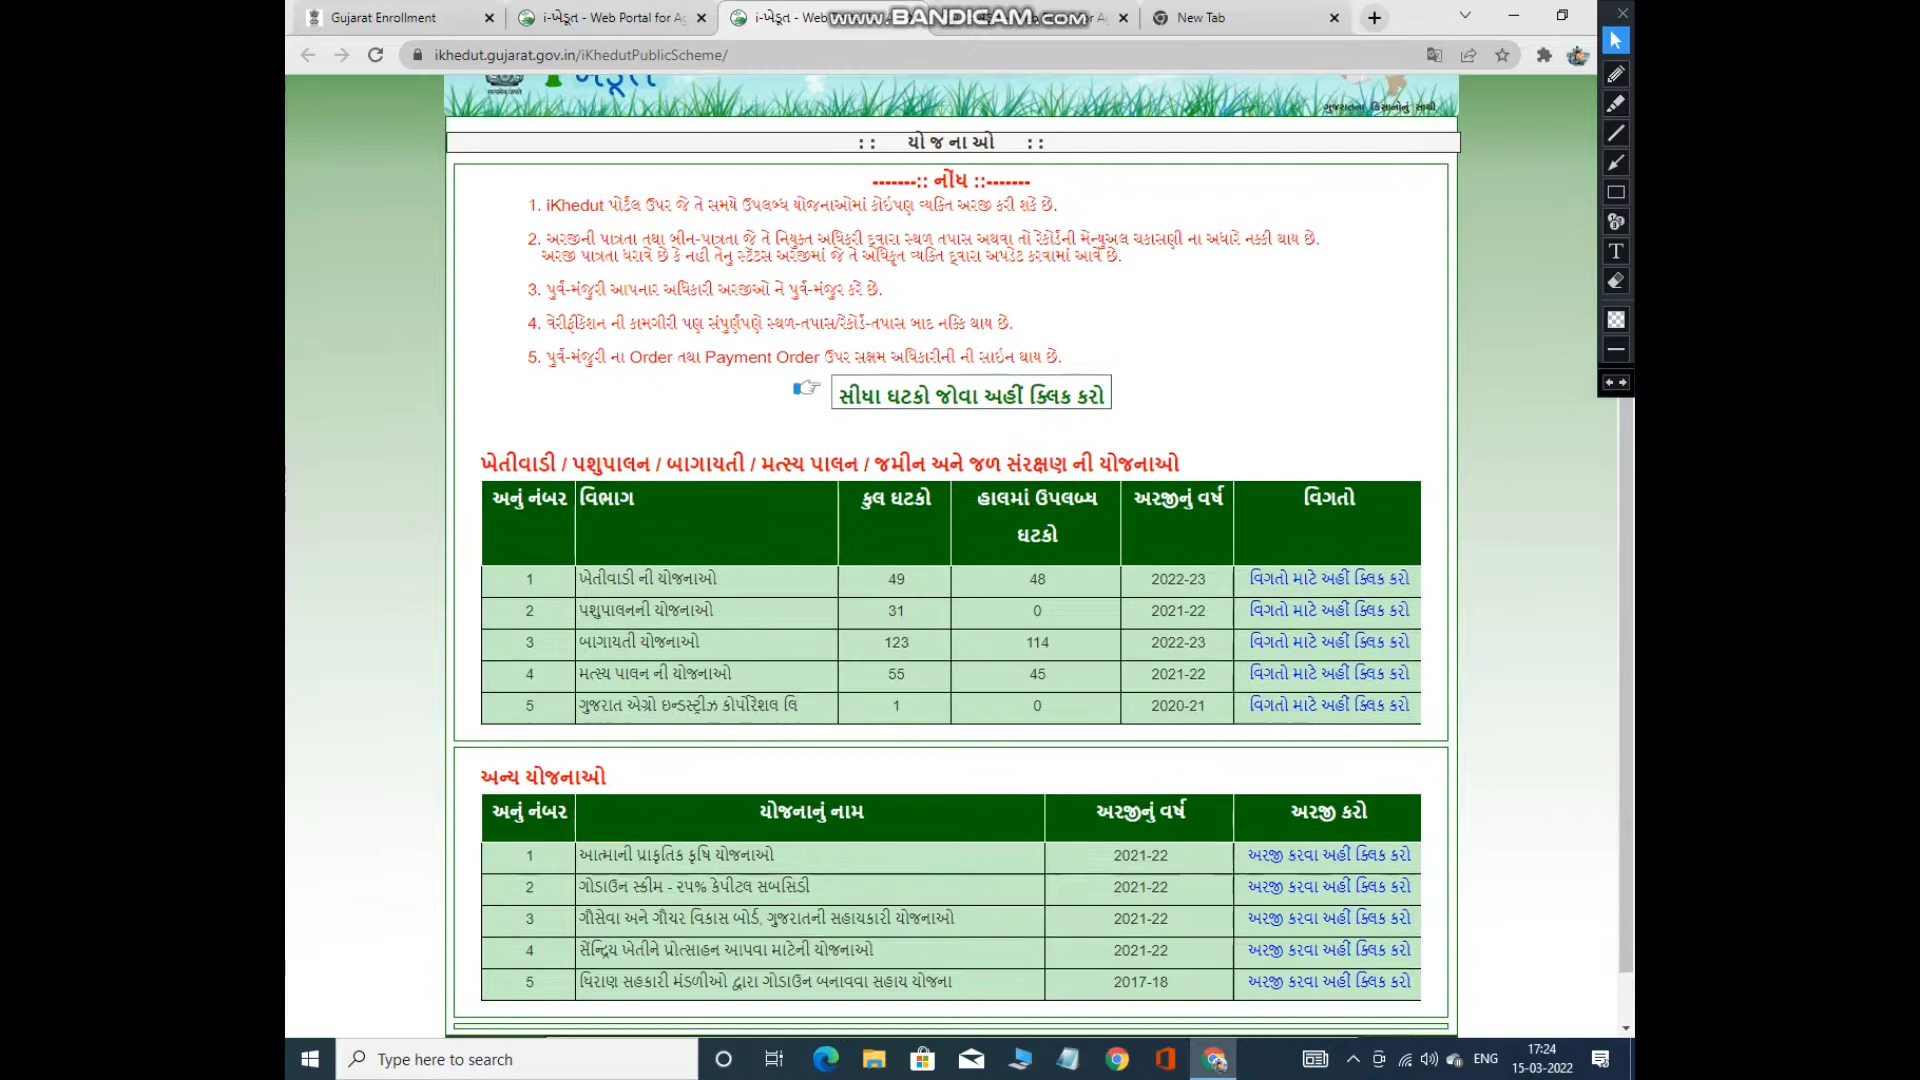 Gujarat Enrollment
i-ખેડૂત - Web Portal for Ag
i-ખેડૂત - Web
www.BANDICAM.com
New Tab
ikhedut.gujarat.gov.in/iKhedutPublicScheme/
ગુજરાતના કિસાનોનું સાથી
:: યોજનાઓ ::
-------:: નોંધ ::-------
1. iKhedut પોર્ટલ ઉપર જે તે સમયે ઉપલબ્ધ યોજનાઓમાં કોઇપણ વ્યક્તિ અરજી કરી શકે છે.
2. અરજીની પાત્રતા તથા બીન-પાત્રતા જે તે નિયુક્ત અધિકરી દ્વારા સ્થળ તપાસ અથવા તો રેકોર્ડની મેન્યુઅલ ચકાસણી ના અધારે નક્કી થાય છે.
અરજી પાત્રતા ધરાવે છે કે નહી તેનુ સ્ટેટસ અરજીમાં જે તે અધિકૃત વ્યક્તિ દ્વારા અપડેટ કરવામાં આવે છે.
3. પુર્વ-મંજુરી આપનાર અધિકારી અરજીઓ ને પુર્વ-મંજુર કરે છે.
4. વેરીફીકેશન ની કામગીરી પણ સંપુર્ણપણે સ્થળ-તપાસ/રેકોર્ડ-તપાસ બાદ નક્કિ થાય છે.
5. પુર્વ-મંજુરી ના Order તથા Payment Order ઉપર સક્ષમ અધિકારીની ની સાઇન થાય છે.
સીધા ઘટકો જોવા અહીં ક્લિક કરો
ખેતીવાડી / પશુપાલન / બાગાયતી / મત્સ્ય પાલન / જમીન અને જળ સંરક્ષણ ની યોજનાઓ
અનું નંબર વિભાગ કુલ ઘટકો હાલમાં ઉપલબ્ધ ઘટકો અરજીનું વર્ષ વિગતો
1 ખેતીવાડી ની યોજનાઓ 49 48 2022-23 વિગતો માટે અહીં ક્લિક કરો
2 પશુપાલનની યોજનાઓ 31 0 2021-22 વિગતો માટે અહીં ક્લિક કરો
3 બાગાયતી યોજનાઓ 123 114 2022-23 વિગતો માટે અહીં ક્લિક કરો
4 મત્સ્ય પાલન ની યોજનાઓ 55 45 2021-22 વિગતો માટે અહીં ક્લિક કરો
5 ગુજરાત એગ્રો ઇન્ડસ્ટ્રીઝ કોર્પોરેશલ લિ 1 0 2020-21 વિગતો માટે અહીં ક્લિક કરો
અન્ય યોજનાઓ
અનું નંબર યોજનાનું નામ અરજીનું વર્ષ અરજી કરો
1 આત્માની પ્રાકૃતિક કૃષિ યોજનાઓ 2021-22 અરજી કરવા અહીં ક્લિક કરો
2 ગોડાઉન સ્કીમ - ૨૫% કેપીટલ સબસિડી 2021-22 અરજી કરવા અહીં ક્લિક કરો
3 ગૌસેવા અને ગૌચર વિકાસ બોર્ડ, ગુજરાતની સહાયકારી યોજનાઓ 2021-22 અરજી કરવા અહીં ક્લિક કરો
4 સેંન્દ્રિય ખેતીને પ્રોત્સાહન આપવા માટેની યોજનાઓ 2021-22 અરજી કરવા અહીં ક્લિક કરો
5 ધિરાણ સહકારી મંડળીઓ દ્વારા ગોડાઉન બનાવવા સહાય યોજના 2017-18 અરજી કરવા અહીં ક્લિક કરો
Type here to search
ENG
17:24
15-03-2022